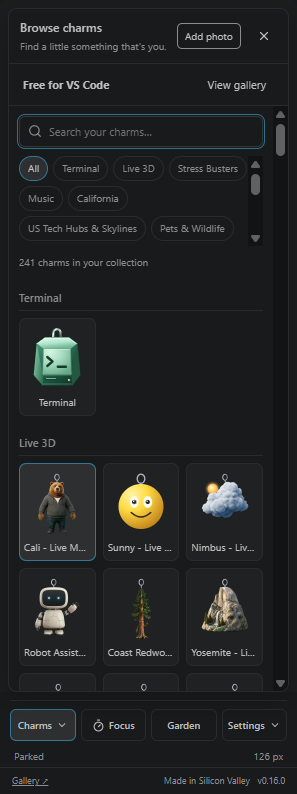 Browse charms
Find a little something that's you.
Add photo
Free for VS Code
View gallery
Search your charms...
All
Terminal
Live 3D
Stress Busters
Music
California
US Tech Hubs & Skylines
Pets & Wildlife
241 charms in your collection
Terminal
Terminal
Live 3D
Cali - Live M...
Sunny - Live ...
Nimbus - Liv...
Robot Assist...
Coast Redwo...
Yosemite - Li...
Charms
Focus
Garden
Settings
Parked
126 px
Gallery ↗
Made in Silicon Valley v0.16.0